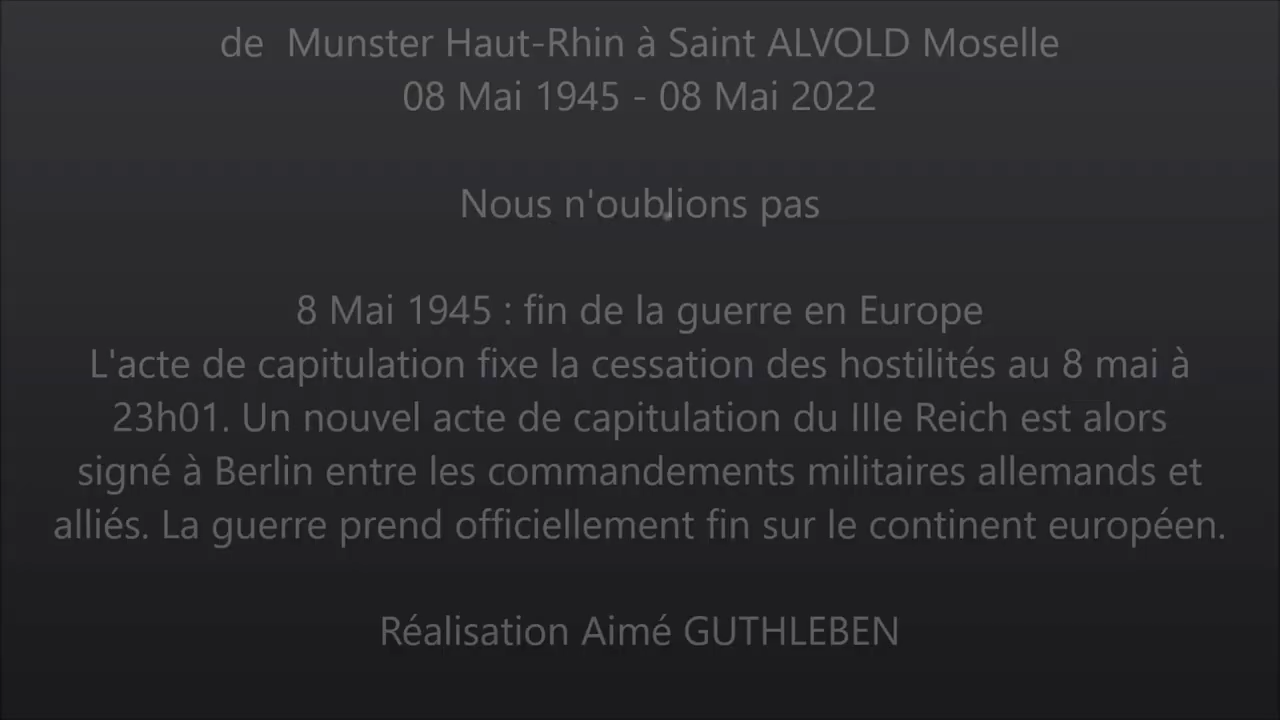 de  Munster Haut-Rhin à Saint ALVOLD Moselle
08 Mai 1945 - 08 Mai 2022
Nous n'oublions pas
8 Mai 1945 : fin de la guerre en Europe
L'acte de capitulation fixe la cessation des hostilités au 8 mai à
23h01. Un nouvel acte de capitulation du IIIe Reich est alors
signé à Berlin entre les commandements militaires allemands et
alliés. La guerre prend officiellement fin sur le continent européen.
Réalisation Aimé GUTHLEBEN